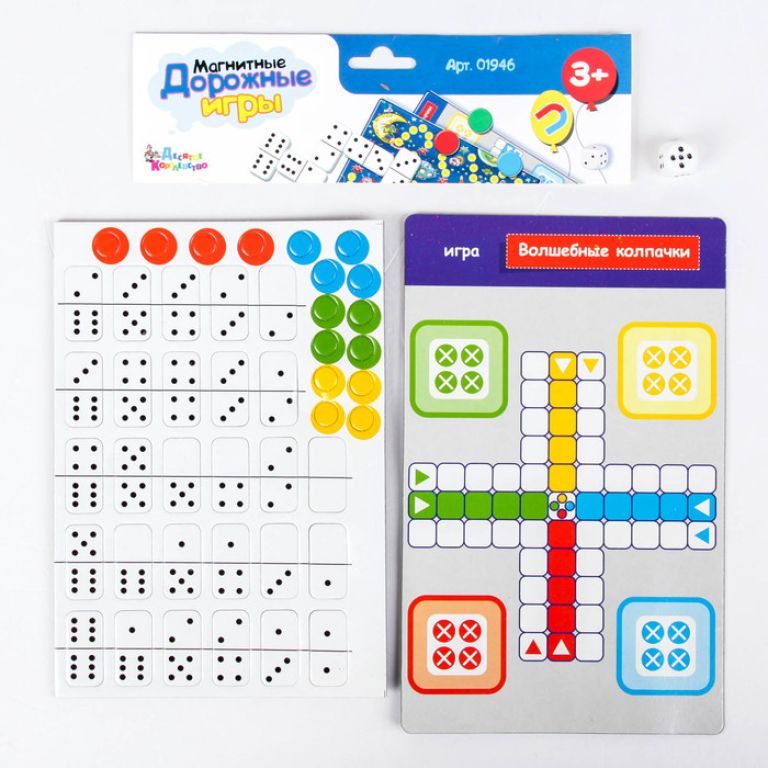 Магнитные
Дорожные
игры
Десятое
Королевство
Арт. 01946
3+
игра
Волшебные колпачки